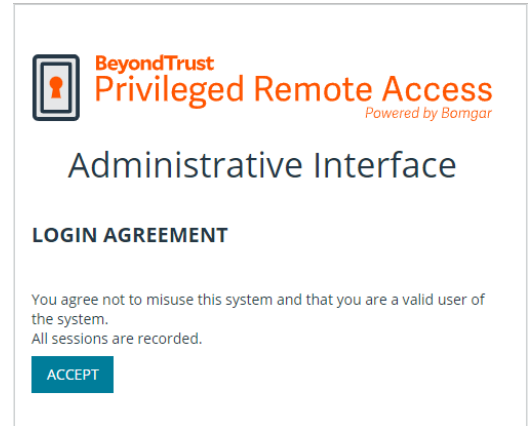 BeyondTrust
Privileged Remote Access
Powered by Bomgar
Administrative Interface
LOGIN AGREEMENT
You agree not to misuse this system and that you are a valid user of
the system.
All sessions are recorded.
ACCEPT